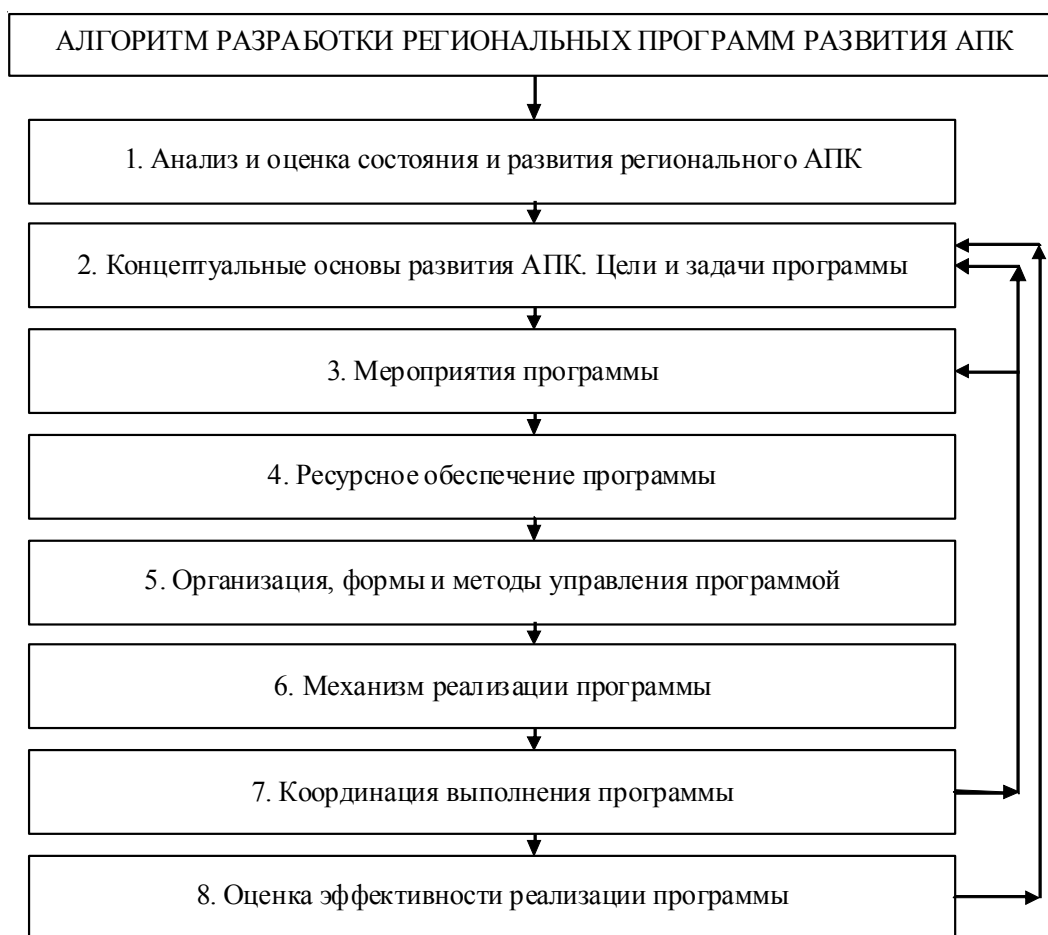 АЛГОРИТМ РАЗРАБОТКИ РЕГИОНАЛЬНЫХ ПРОГРАММ РАЗВИТИЯ АПК
1. Анализ и оценка состояния и развития регионального АПК
2. Концептуальные основы развития АПК. Цели и задачи программы
3. Мероприятия программы
4. Ресурсное обеспечение программы
5. Организация, формы и методы управления программой
6. Механизм реализации программы
7. Координация выполнения программы
8. Оценка эффективности реализации программы